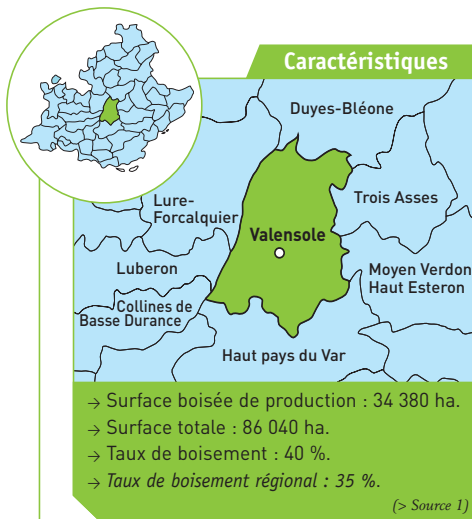 Caractéristiques
Duyes-Bléone
Lure-
Forcalquier
Trois Asses
Valensole
Luberon
Moyen Verdon
Haut Esteron
Collines de
Basse Durance
Haut pays du Var
→ Surface boisée de production : 34 380 ha.
→ Surface totale : 86 040 ha.
→ Taux de boisement : 40 %.
→ Taux de boisement régional : 35 %.
(> Source 1)